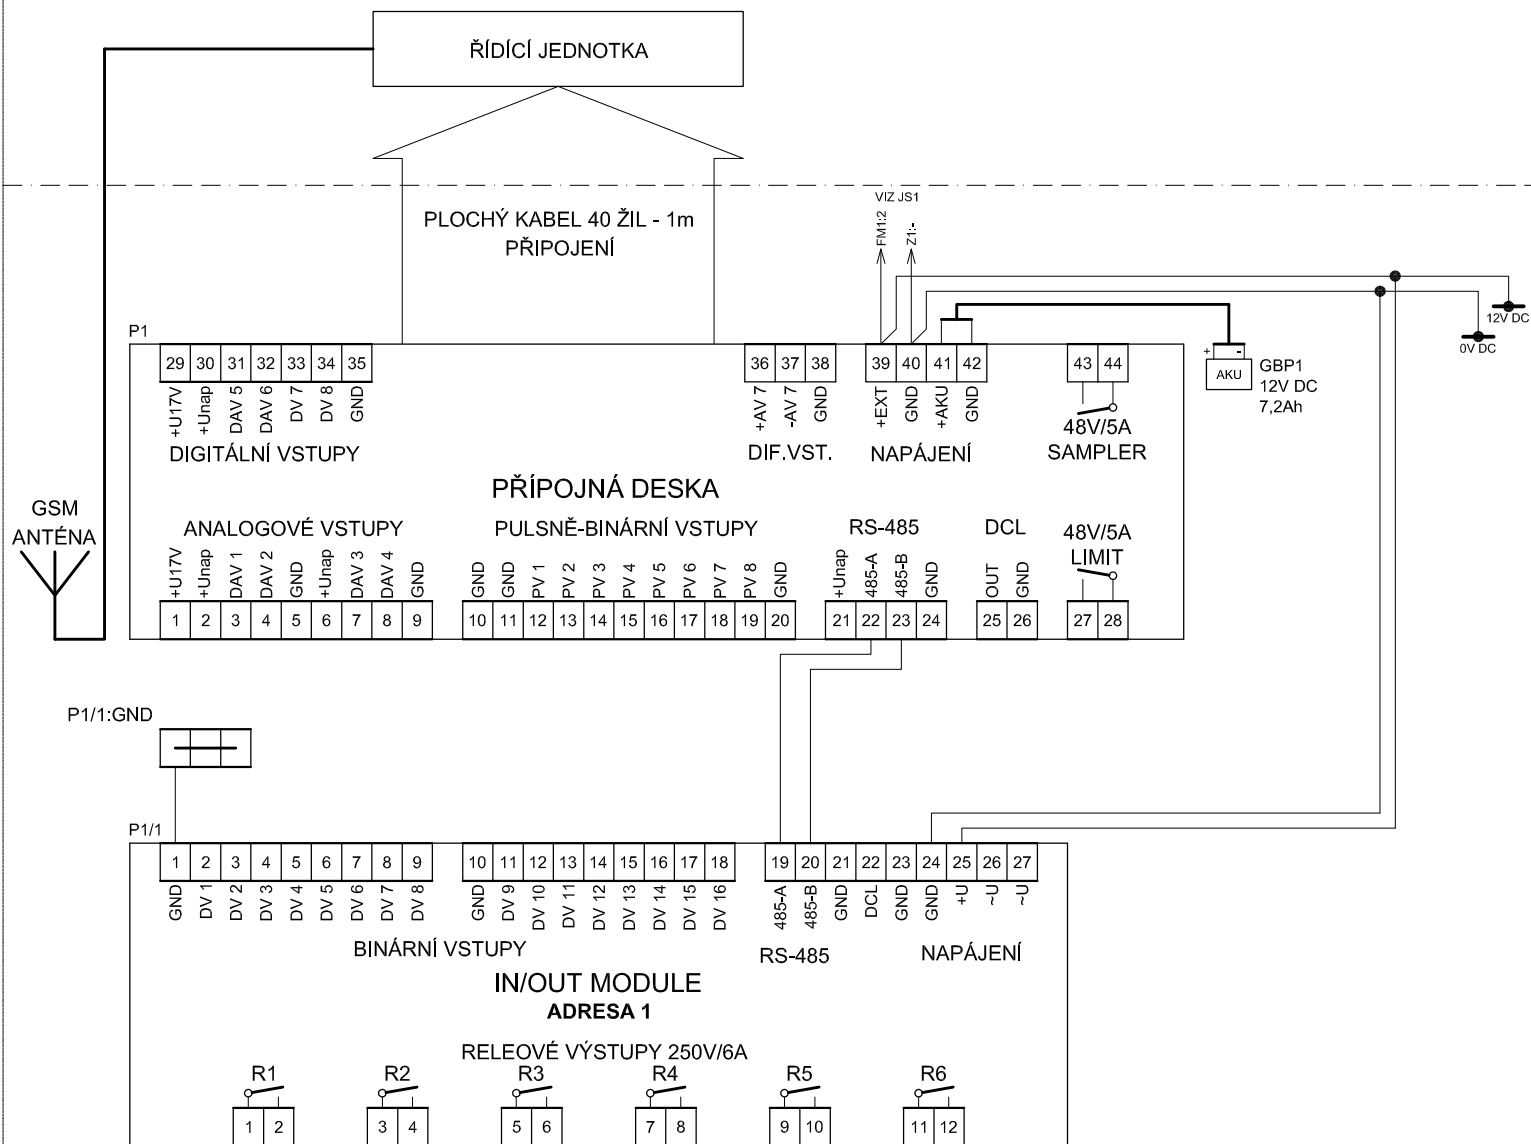 ŘÍDÍCÍ JEDNOTKA
PLOCHÝ KABEL 40 ŽIL - 1m
PŘIPOJENÍ
VIZ JS1
FM1:2
Z1:-
12V DC
0V DC
P1
29 30 31 32 33 34 35
36 37 38
39 40 41 42
43 44
+U17V
+Unap
DAV 5
DAV 6
DV 7
DV 8
GND
+AV 7
-AV 7
GND
+EXT
GND
+AKU
GND
+ -
AKU
GBP1
12V DC
7,2Ah
DIGITÁLNÍ VSTUPY
DIF.VST.
NAPÁJENÍ
48V/5A
SAMPLER
PŘÍPOJNÁ DESKA
GSM
ANTÉNA
ANALOGOVÉ VSTUPY
PULSNĚ-BINÁRNÍ VSTUPY
RS-485
DCL
48V/5A
LIMIT
+U17V
+Unap
DAV 1
DAV 2
GND
+Unap
DAV 3
DAV 4
GND
GND
GND
PV 1
PV 2
PV 3
PV 4
PV 5
PV 6
PV 7
PV 8
GND
+Unap
485-A
485-B
GND
OUT
GND
1 2 3 4 5 6 7 8 9
10 11 12 13 14 15 16 17 18 19 20
21 22 23 24
25 26
27 28
P1/1:GND
P1/1
1 2 3 4 5 6 7 8 9
10 11 12 13 14 15 16 17 18
19 20 21 22 23 24 25 26 27
GND
DV 1
DV 2
DV 3
DV 4
DV 5
DV 6
DV 7
DV 8
GND
DV 9
DV 10
DV 11
DV 12
DV 13
DV 14
DV 15
DV 16
485-A
485-B
GND
DCL
GND
GND
+U
~U
~U
BINÁRNÍ VSTUPY
RS-485
NAPÁJENÍ
IN/OUT MODULE
ADRESA 1
RELEOVÉ VÝSTUPY 250V/6A
R1 R2 R3 R4 R5 R6
1 2 3 4 5 6 7 8 9 10 11 12